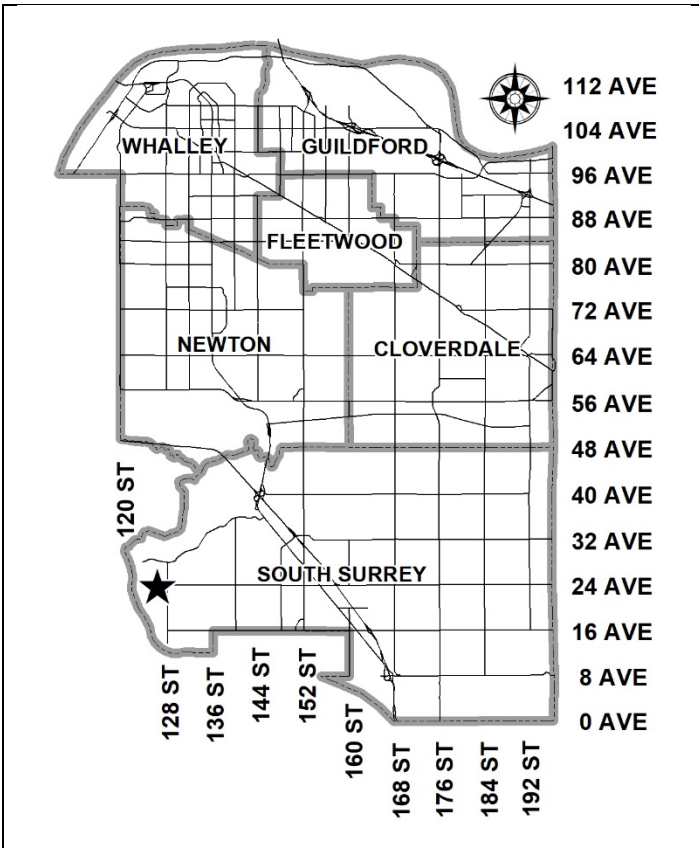 112 AVE
104 AVE
WHALLEY
GUILDFORD
96 AVE
88 AVE
FLEETWOOD
80 AVE
72 AVE
NEWTON
CLOVERDALE
64 AVE
56 AVE
48 AVE
120 ST
40 AVE
32 AVE
SOUTH SURREY
24 AVE
16 AVE
8 AVE
0 AVE
128 ST
136 ST
144 ST
152 ST
160 ST
168 ST
176 ST
184 ST
192 ST